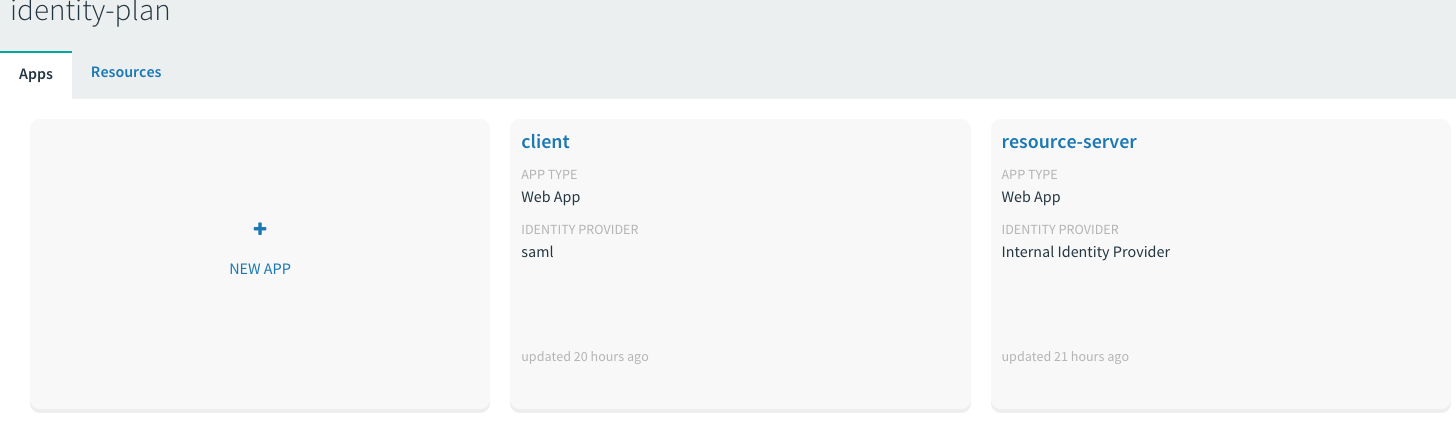 identity-plan
Apps
Resources
+
NEW APP
client
APP TYPE
Web App
IDENTITY PROVIDER
saml
updated 20 hours ago
resource-server
APP TYPE
Web App
IDENTITY PROVIDER
Internal Identity Provider
updated 21 hours ago